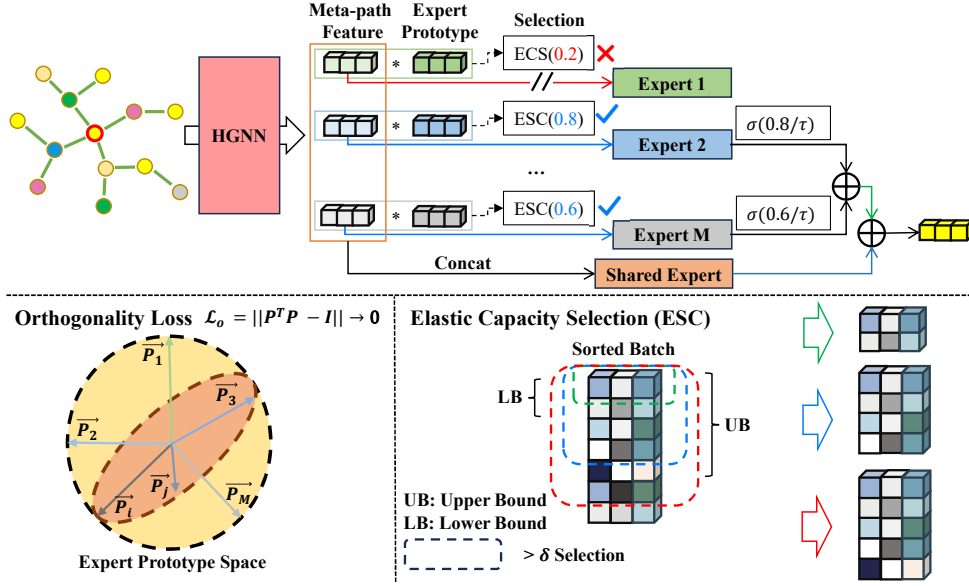 Meta-path Feature
Expert Prototype
Selection
HGNN
*
ECS(0.2)
//
Expert 1
*
ESC(0.8)
Expert 2
σ(0.8/τ)
...
...
*
ESC(0.6)
Expert M
σ(0.6/τ)
Concat
Shared Expert
Orthogonality Loss ℒₒ = ||PᵀP − I|| → 0
P₁
P₂
P₃
Pᵢ
Pⱼ
P_M
Expert Prototype Space
Elastic Capacity Selection (ESC)
Sorted Batch
LB
UB
UB: Upper Bound
LB: Lower Bound
> δ Selection